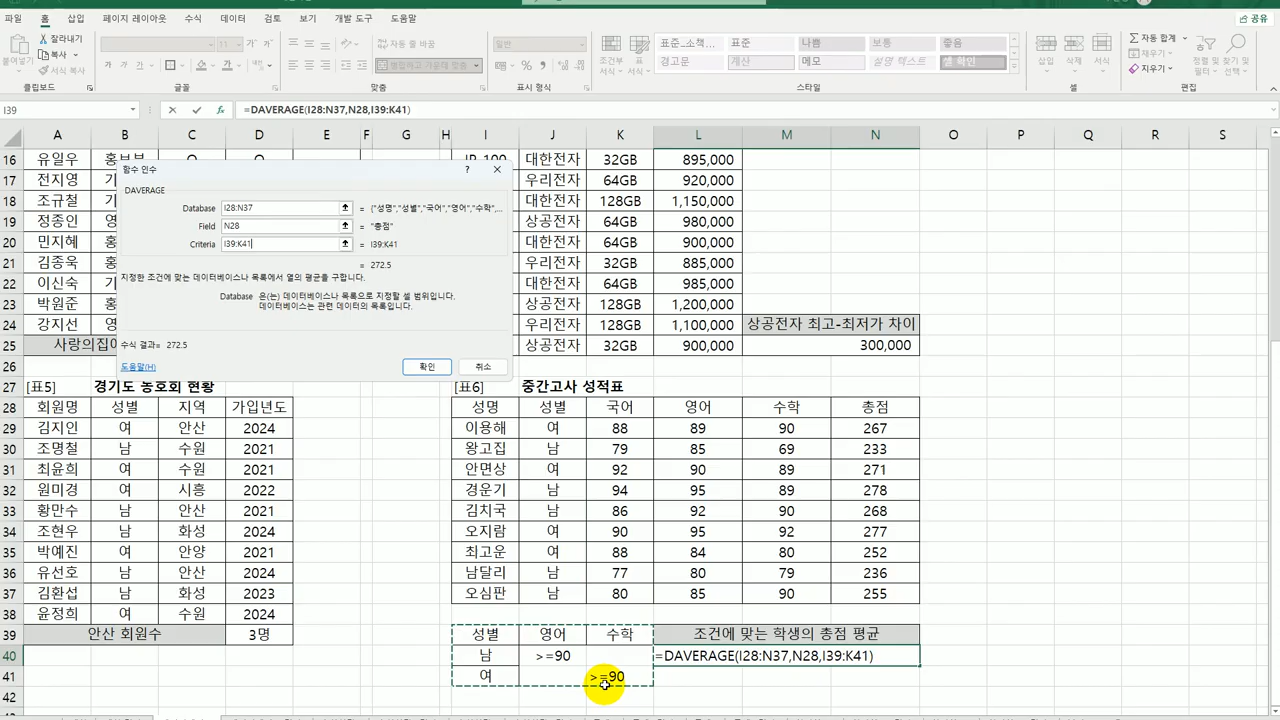 파일 홈 삽입 페이지 레이아웃 수식 데이터 검토 보기 개발 도구 도움말 공유
잘라내기 11 가 가 자동 줄 바꿈 일반 표준_소책... 표준 나쁨 보통 좋음 자동 합계
붙여넣기 복사 채우기
서식 복사 가 가 가 병합하고 가운데 맞춤 % 조건부 서식 표 서식 경고문 계산 메모 설명 텍스트 셀 확인 삽입 삭제 서식 지우기 정렬 및 필터 찾기 및 선택
클립보드 맞춤 표시 형식 스타일 셀 편집
I39 fx =DAVERAGE(I28:N37,N28,I39:K41)
A B C D E F G H I J K L M N O P Q R S
16 유일우 홍보부 대한전자 32GB 895,000
17 전지영 우리전자 64GB 920,000
18 조규철 상공전자 128GB 1,150,000
19 정종인 상공전자 64GB 980,000
20 민지혜 대한전자 64GB 900,000
21 김종욱 우리전자 32GB 885,000
22 이신숙 대한전자 64GB 985,000
23 박원준 상공전자 128GB 1,200,000
24 강지선 우리전자 128GB 1,100,000 상공전자 최고-최저가 차이
25 사랑의집 상공전자 32GB 900,000 300,000
함수 인수 ?
DAVERAGE
Database I28:N37 = {"성명","성별","국어","영어","수학",...
Field N28 = "총점"
Criteria I39:K41 = I39:K41
= 272.5
지정한 조건에 맞는 데이터베이스나 목록에서 열의 평균을 구합니다.
Database 은(는) 데이터베이스나 목록으로 지정할 셀 범위입니다.
데이터베이스는 관련 데이터의 목록입니다.
수식 결과= 272.5
도움말(H) 확인 취소
26
27 [표5] 경기도 동호회 현황 [표6] 중간고사 성적표
28 회원명 성별 지역 가입년도 성명 성별 국어 영어 수학 총점
29 김지인 여 안산 2024 이용해 여 88 89 90 267
30 조명철 남 수원 2021 왕고집 남 79 85 69 233
31 최윤희 여 수원 2021 안면상 여 92 90 89 271
32 원미경 여 시흥 2022 경운기 남 94 95 89 278
33 황만수 남 안산 2021 김치국 남 86 92 90 268
34 조현우 남 화성 2024 오지람 여 90 95 92 277
35 박예진 여 안양 2021 최고운 여 88 84 80 252
36 유선호 남 안산 2024 남달리 남 77 80 79 236
37 김환섭 남 화성 2023 오심판 남 80 85 90 255
38 윤정희 여 수원 2024
39 안산 회원수 3명 성별 영어 수학 조건에 맞는 학생의 총점 평균
40 남 >=90 =DAVERAGE(I28:N37,N28,I39:K41)
41 여 >=90
42